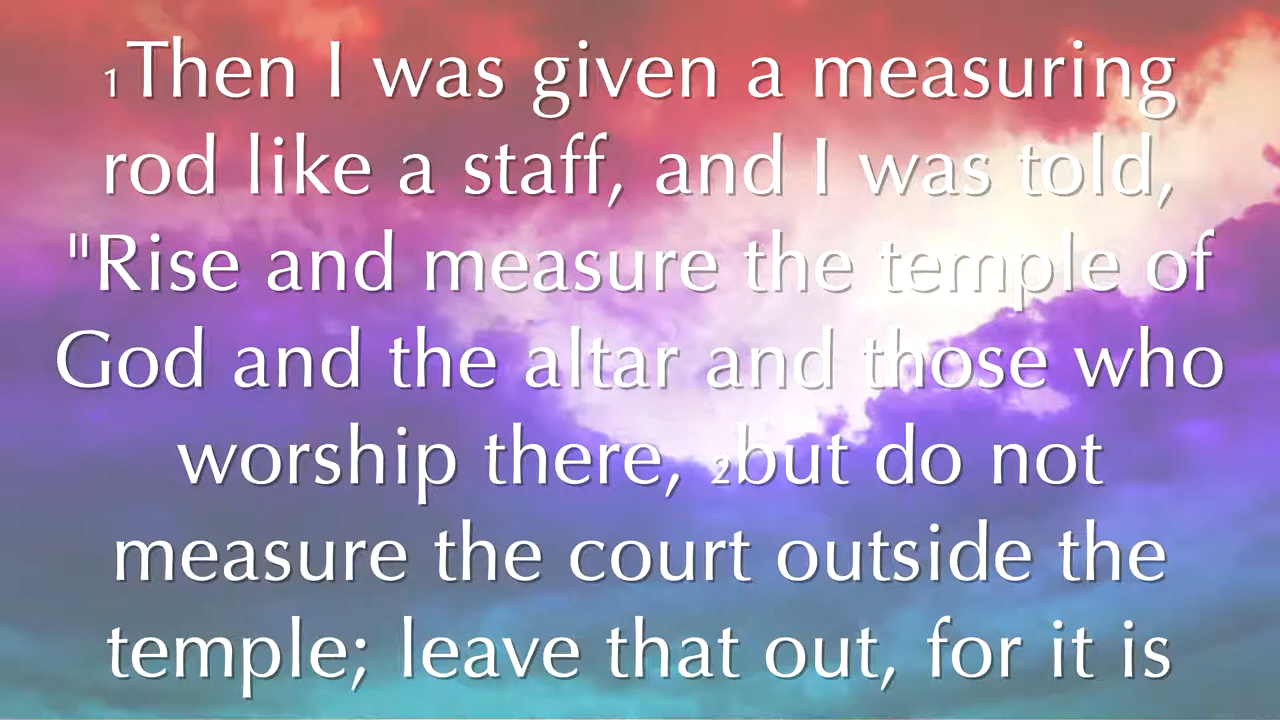 1Then I was given a measuring
rod like a staff, and I was told,
"Rise and measure the temple of
God and the altar and those who
worship there, 2but do not
measure the court outside the
temple; leave that out, for it is